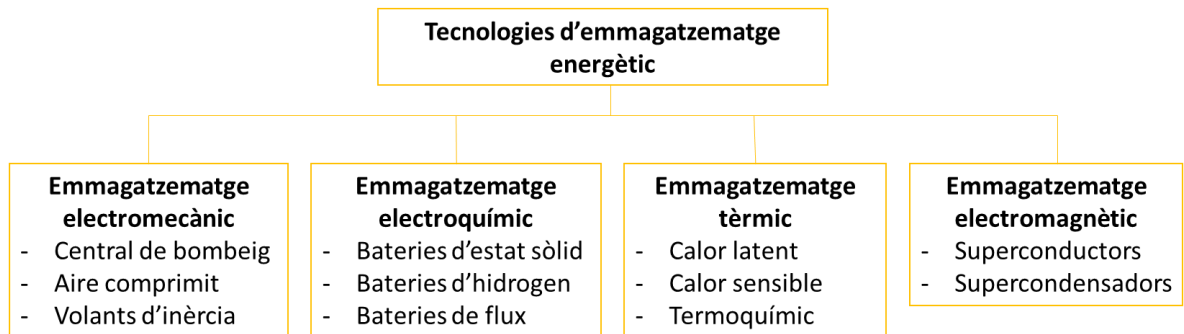 Tecnologies d'emmagatzematge
energètic
Emmagatzematge
electromecànic
- Central de bombeig
- Aire comprimit
- Volants d'inèrcia
Emmagatzematge
electroquímic
- Bateries d'estat sòlid
- Bateries d'hidrogen
- Bateries de flux
Emmagatzematge
tèrmic
- Calor latent
- Calor sensible
- Termoquímic
Emmagatzematge
electromagnètic
- Superconductors
- Supercondensadors